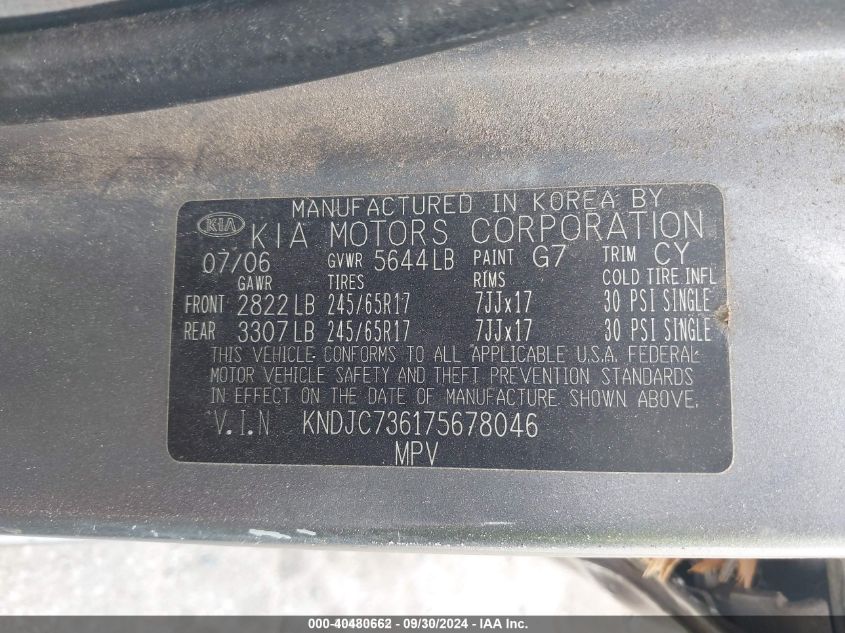 MANUFACTURED IN KOREA BY
KIA KIA MOTORS CORPORATION
07/06 GVWR 5644LB PAINT G7 TRIM CY
GAWR TIRES RIMS COLD TIRE INFL
FRONT 2822LB 245/65R17 7JJx17 30 PSI SINGLE
REAR 3307LB 245/65R17 7JJx17 30 PSI SINGLE
THIS VEHICLE CONFORMS TO ALL APPLICABLE U.S.A. FEDERAL
MOTOR VEHICLE SAFETY AND THEFT PREVENTION STANDARDS
IN EFFECT ON THE DATE OF MANUFACTURE SHOWN ABOVE.
V.I.N KNDJC736175678046
MPV
000-40480662 - 09/30/2024 - IAA Inc.